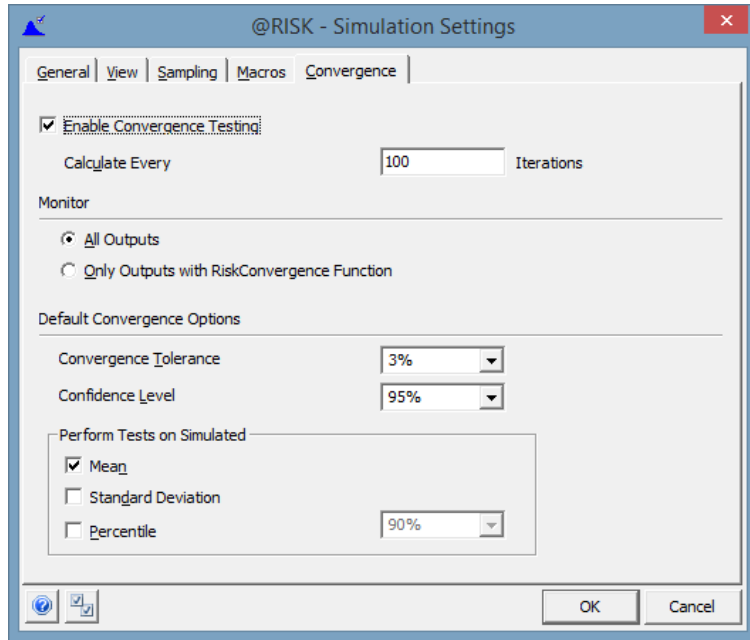 @RISK - Simulation Settings
General View Sampling Macros Convergence
Enable Convergence Testing
Calculate Every 100 Iterations
Monitor
All Outputs
Only Outputs with RiskConvergence Function
Default Convergence Options
Convergence Tolerance 3%
Confidence Level 95%
Perform Tests on Simulated
Mean
Standard Deviation
Percentile 90%
OK Cancel